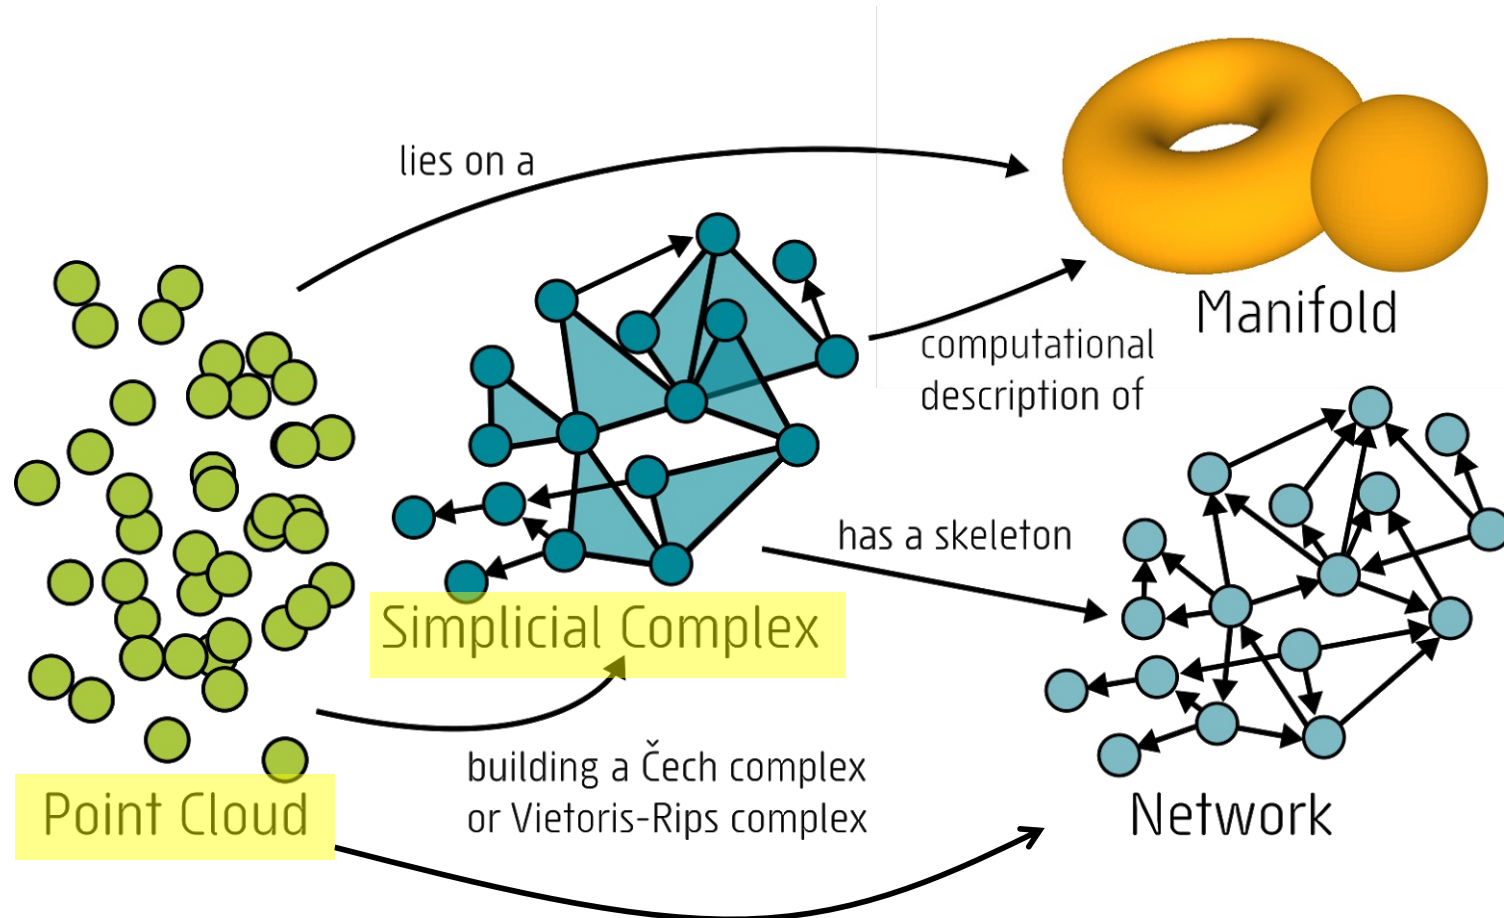 lies on a
Manifold
computational
description of
has a skeleton
Simplicial Complex
building a Čech complex
or Vietoris-Rips complex
Point Cloud
Network